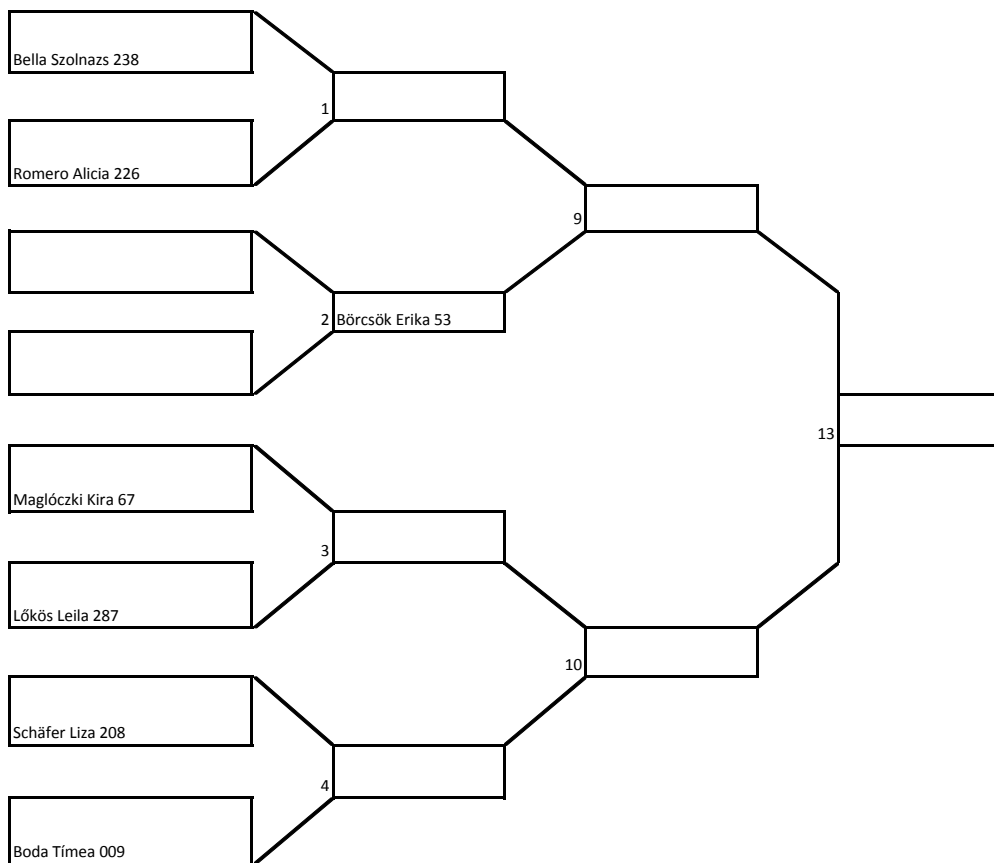 Bella Szolnazs 238
1
Romero Alicia 226
9
2 Börcsök Erika 53
13
Maglóczki Kira 67
3
Lőkös Leila 287
10
Schäfer Liza 208
4
Boda Tímea 009